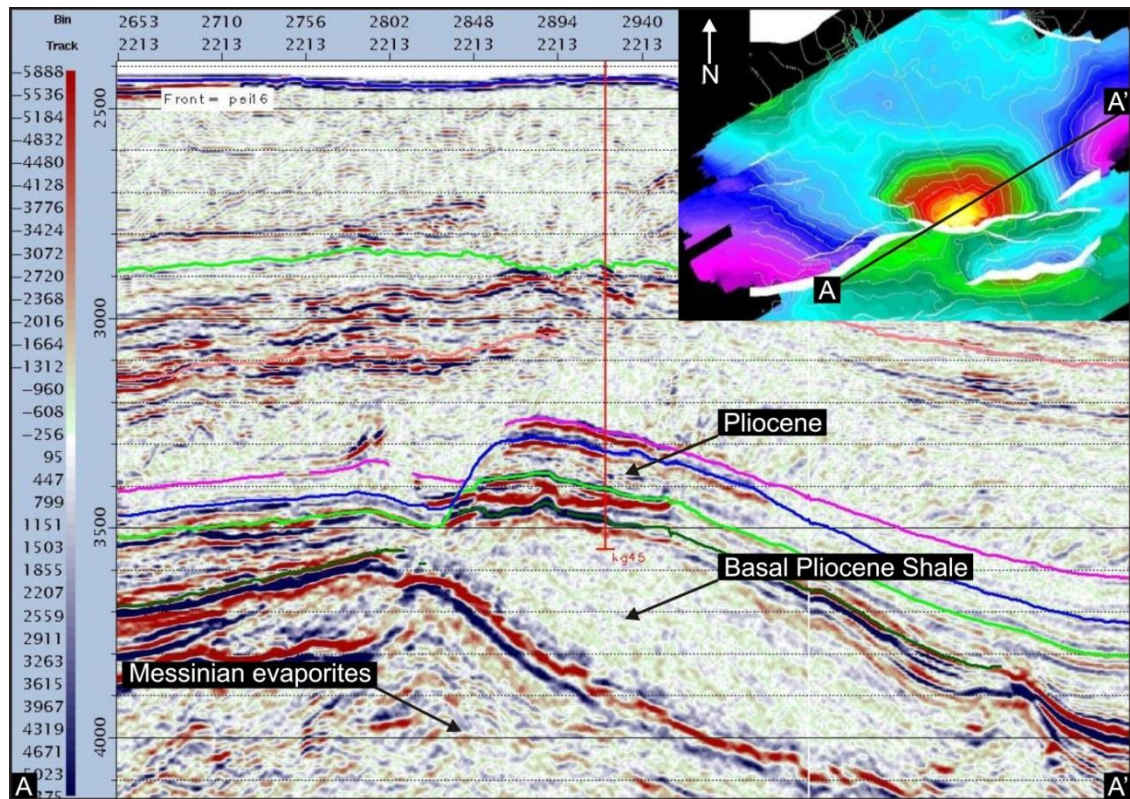 Bin 2653 2710 2756 2802 2848 2894 2940
Track 2213 2213 2213 2213 2213 2213 2213
-5888
-5536
-5184
-4832
-4480
-4128
-3776
-3424
-3072
-2720
-2368
-2016
-1664
-1312
-960
-608
-256
95
447
799
1151
1503
1855
2207
2559
2911
3263
3615
3967
4319
4671
2500
3000
3500
4000
Front= psi16
N
A
A'
Pliocene
kg45
Basal Pliocene Shale
Messinian evaporites
A
A'